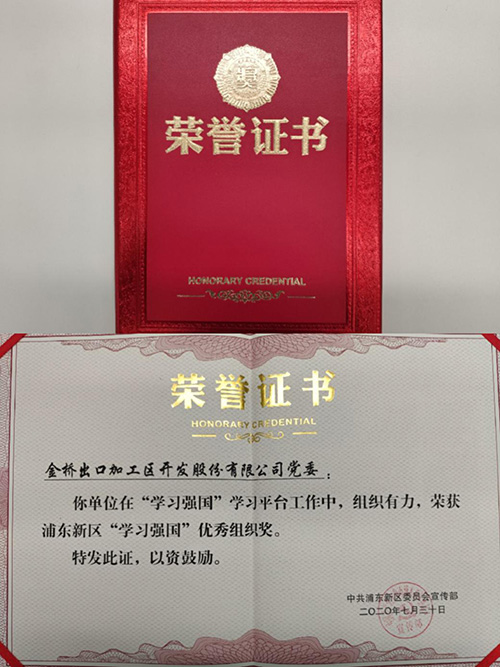 奖
荣誉证书
HONORARY CREDENTIAL
荣誉证书
HONORARY CREDENTIAL
金桥出口加工区开发股份有限公司党委：
你单位在“学习强国”学习平台工作中，组织有力，荣获
浦东新区“学习强国”优秀组织奖。
特发此证，以资鼓励。
中共浦东新区委员会宣传部
二〇二〇年七月三十日
宣传部